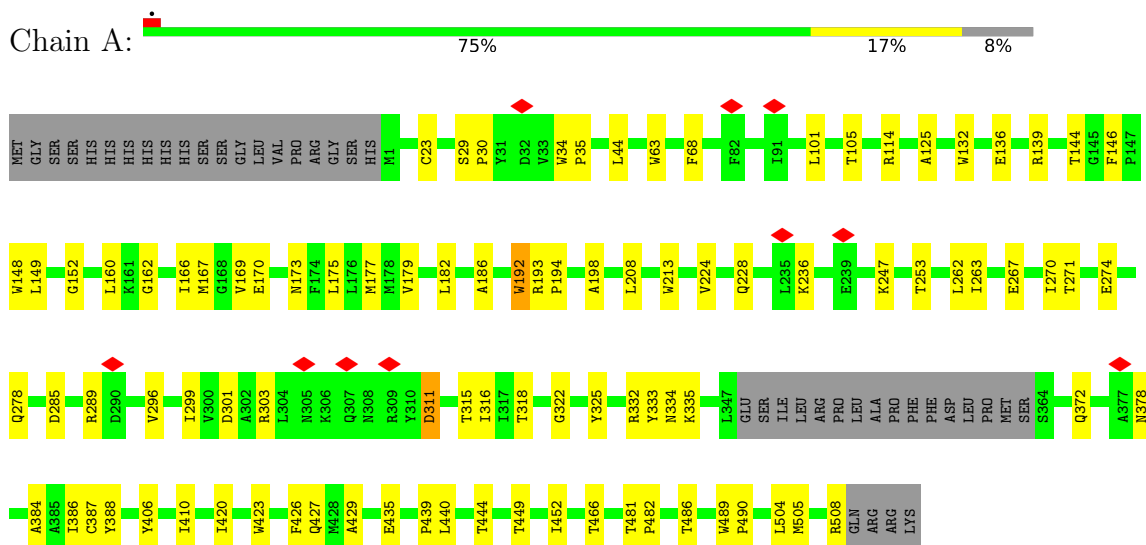 Chain A:
75% 17% 8%
MET GLY SER SER HIS HIS HIS HIS HIS HIS HIS HIS SER SER GLY LEU VAL PRO ARG GLY SER HIS M1 C23 S29 P30 Y31 D32 V33 W34 P35 L44 W63 F68 F82 I91 L101 T105 R114 A125 W132 E136 R139 T144 G145 F146 P147
W148 L149 G152 L160 K161 G162 I166 M167 G168 V169 E170 N173 F174 L175 L176 M177 M178 V179 L182 A186 W192 R193 P194 A198 L208 W213 V224 Q228 L235 K236 E239 K247 T253 L262 I263 E267 I270 T271 E274
Q278 D285 R289 D290 V296 I299 V300 D301 A302 R303 L304 N305 K306 Q307 N308 R309 Y310 D311 T315 I316 I317 T318 G322 Y325 R332 Y333 N334 K335 L347 GLU SER ILE LEU ARG PRO LEU ALA PRO PHE PHE ASP LEU PRO MET SER S364 Q372 A377 N378
A384 A385 I386 C387 Y388 Y406 I410 I420 W423 F426 Q427 M428 A429 E435 P439 L440 T444 T449 I452 T466 T481 P482 T486 W489 P490 L504 M505 R508 GLN ARG ARG LYS